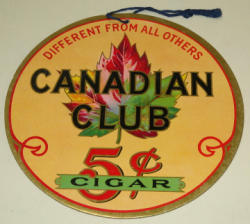 DIFFERENT FROM ALL OTHERS
CANADIAN
CLUB
5¢
CIGAR